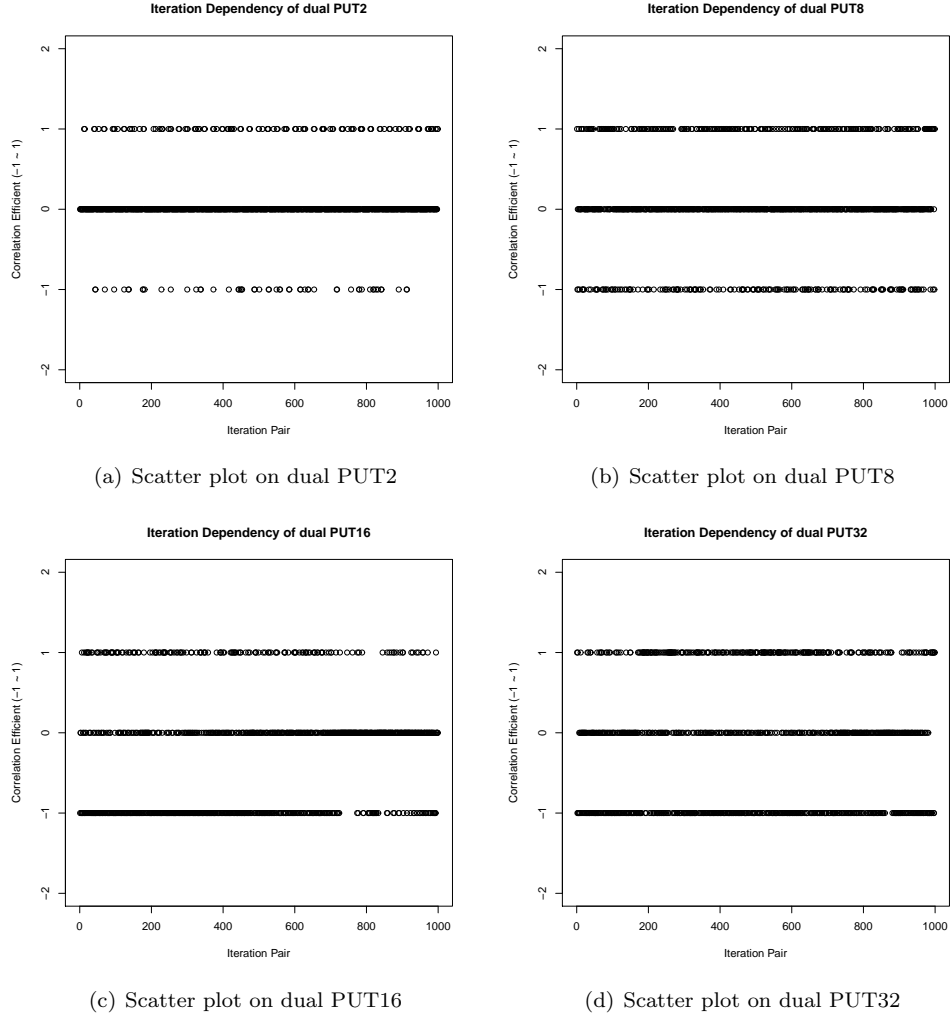 Iteration Dependency of dual PUT2
2
1
0
−1
−2
Correlation Efficient (−1 ~ 1)
0 200 400 600 800 1000
Iteration Pair
(a) Scatter plot on dual PUT2
Iteration Dependency of dual PUT8
2
1
0
−1
−2
Correlation Efficient (−1 ~ 1)
0 200 400 600 800 1000
Iteration Pair
(b) Scatter plot on dual PUT8
Iteration Dependency of dual PUT16
2
1
0
−1
−2
Correlation Efficient (−1 ~ 1)
0 200 400 600 800 1000
Iteration Pair
(c) Scatter plot on dual PUT16
Iteration Dependency of dual PUT32
2
1
0
−1
−2
Correlation Efficient (−1 ~ 1)
0 200 400 600 800 1000
Iteration Pair
(d) Scatter plot on dual PUT32